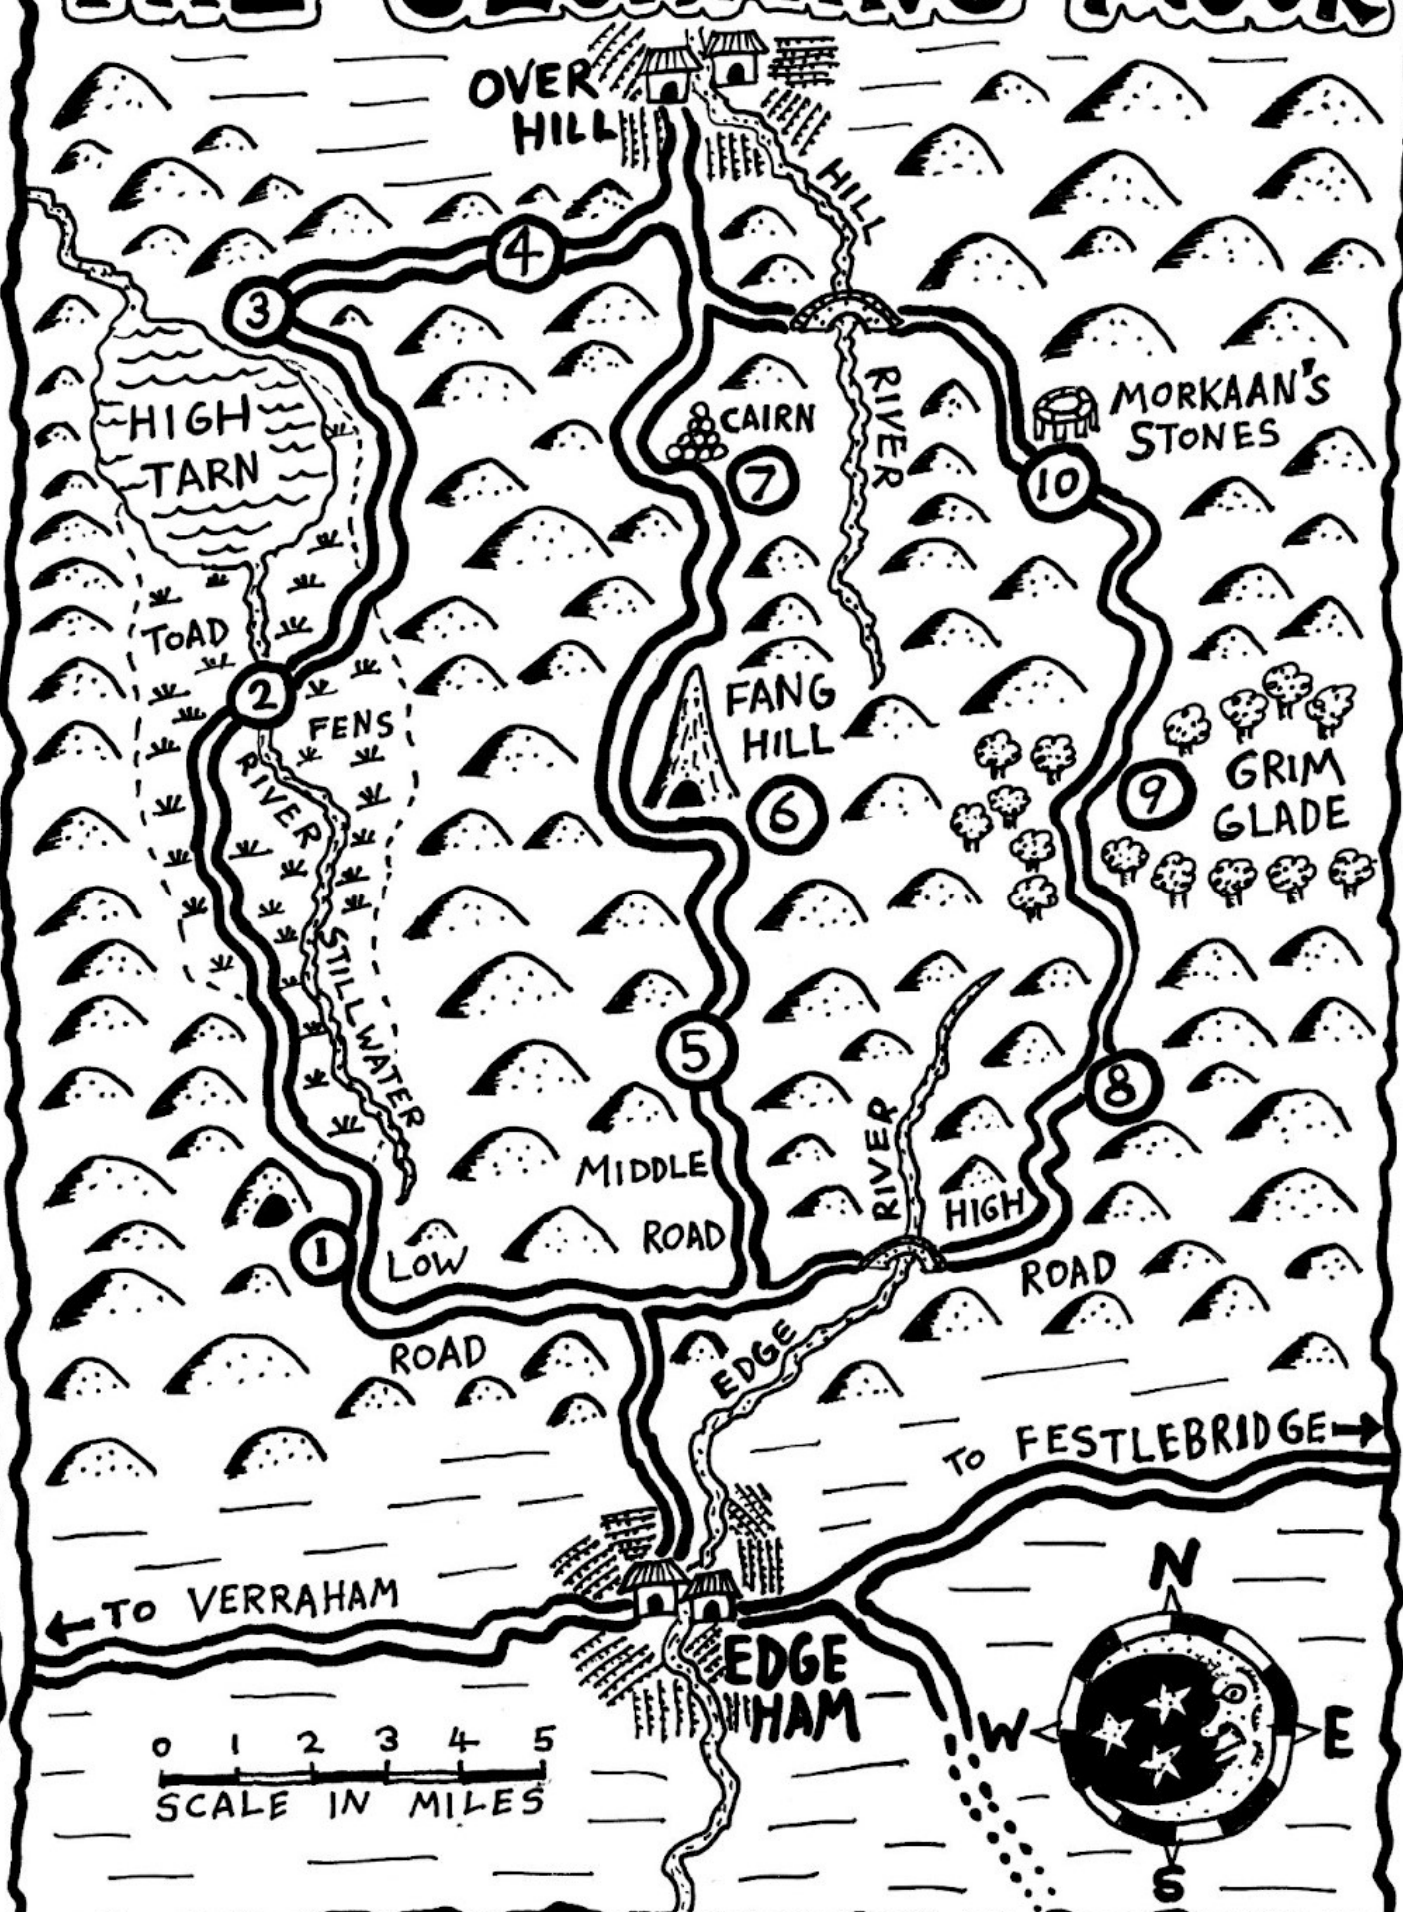 THE
OVER
HILL
HILL
4
3
RIVER
MORKAAN'S
STONES
CAIRN
HIGH
TARN
7
10
TOAD
2
FENS
FANG
HILL
GRIM
GLADE
9
6
RIVER
STILLWATER
5
8
MIDDLE
ROAD
RIVER
HIGH
ROAD
1
LOW
ROAD
EDGE
TO FESTLEBRIDGE
N
TO VERRAHAM
EDGE
HAM
W
E
0 1 2 3 4 5
SCALE IN MILES
S